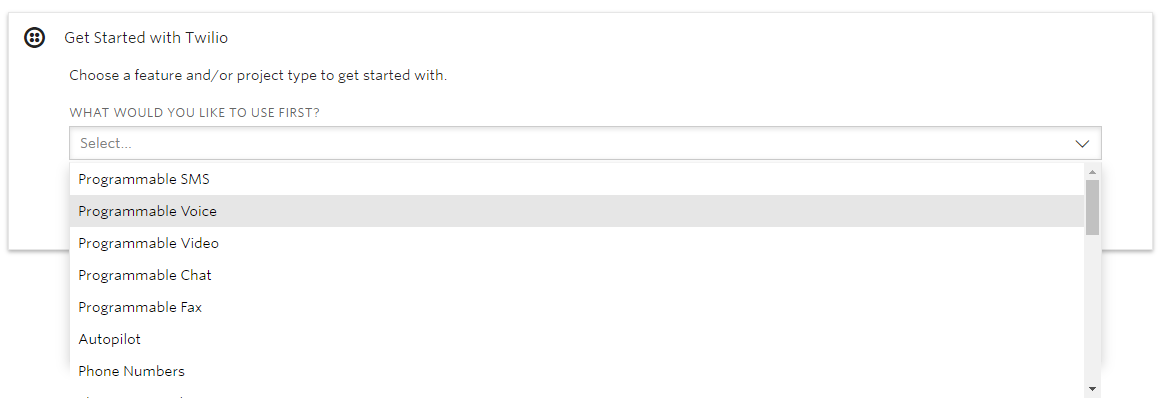 Get Started with Twilio
Choose a feature and/or project type to get started with.
WHAT WOULD YOU LIKE TO USE FIRST?
Select...
Programmable SMS
Programmable Voice
Programmable Video
Programmable Chat
Programmable Fax
Autopilot
Phone Numbers